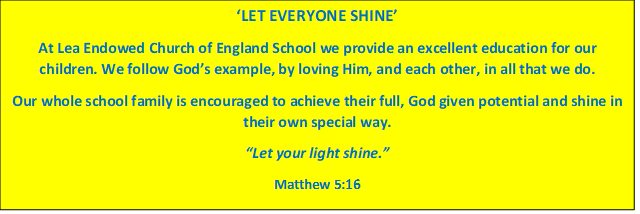 ‘LET EVERYONE SHINE’
At Lea Endowed Church of England School we provide an excellent education for our
children. We follow God’s example, by loving Him, and each other, in all that we do.
Our whole school family is encouraged to achieve their full, God given potential and shine in
their own special way.
“Let your light shine.”
Matthew 5:16